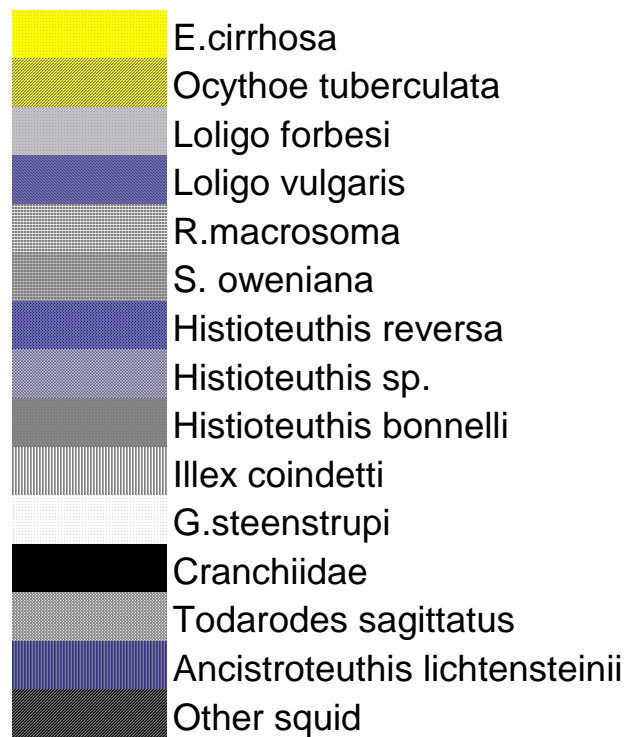 E.cirrhosa
Ocythoe tuberculata
Loligo forbesi
Loligo vulgaris
R.macrosoma
S. oweniana
Histioteuthis reversa
Histioteuthis sp.
Histioteuthis bonnelli
Illex coindetti
G.steenstrupi
Cranchiidae
Todarodes sagittatus
Ancistroteuthis lichtensteinii
Other squid